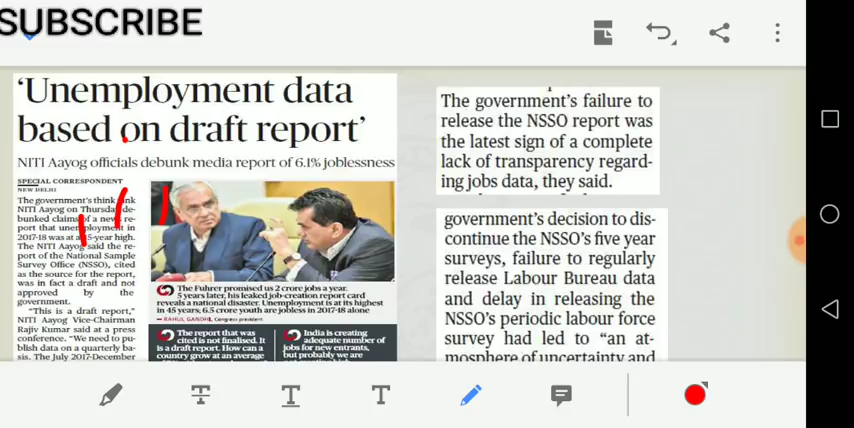 SUBSCRIBE
'Unemployment data
based on draft report'
NITI Aayog officials debunk media report of 6.1% joblessness
SPECIAL CORRESPONDENT
NEW DELHI
The government's think tank
NITI Aayog on Thursday de-
bunked claims of a news re-
port that unemployment in
2017-18 was at a 45-year high.
The NITI Aayog said the re-
port of the National Sample
Survey Office (NSSO), cited
as the source for the report,
was in fact a draft and not
approved by the
government.
"This is a draft report,"
NITI Aayog Vice-Chairman
Rajiv Kumar said at a press
conference. "We need to pu-
blish data on a quarterly ba-
sis. The July 2017-December
The Fuhrer promised us 2 crore jobs a year.
5 years later, his leaked job-creation report card
reveals a national disaster. Unemployment is at its highest
in 45 years; 6.5 crore youth are jobless in 2017-18 alone
— RAHUL GANDHI, Congress president
The report that was
cited is not finalised. It
is a draft report. How can a
country grow at an average
India is creating
adequate number of
jobs for new entrants,
but probably we are
The government's failure to
release the NSSO report was
the latest sign of a complete
lack of transparency regard-
ing jobs data, they said.
government's decision to dis-
continue the NSSO's five year
surveys, failure to regularly
release Labour Bureau data
and delay in releasing the
NSSO's periodic labour force
survey had led to "an at-
mosphere of uncertainty and
T
T
T